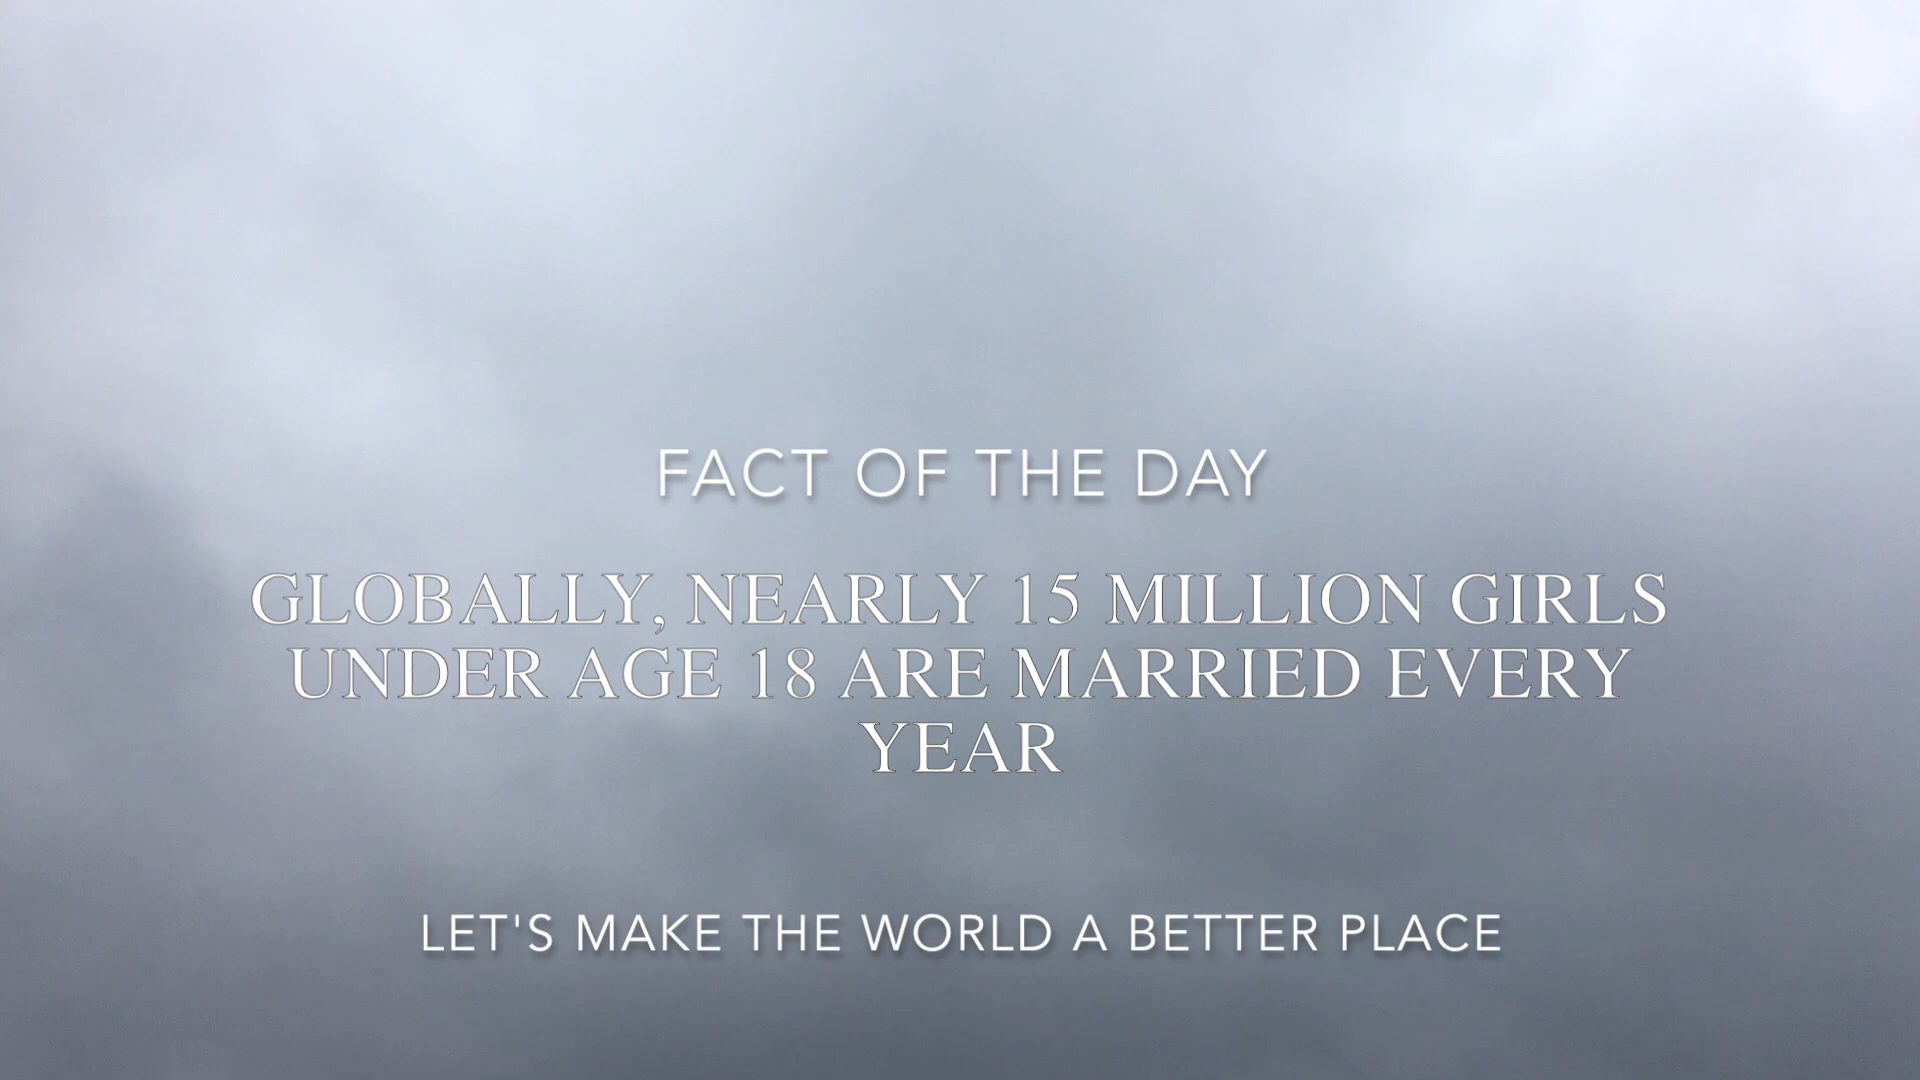 FACT OF THE DAY
GLOBALLY, NEARLY 15 MILLION GIRLS
UNDER AGE 18 ARE MARRIED EVERY
YEAR
LET'S MAKE THE WORLD A BETTER PLACE